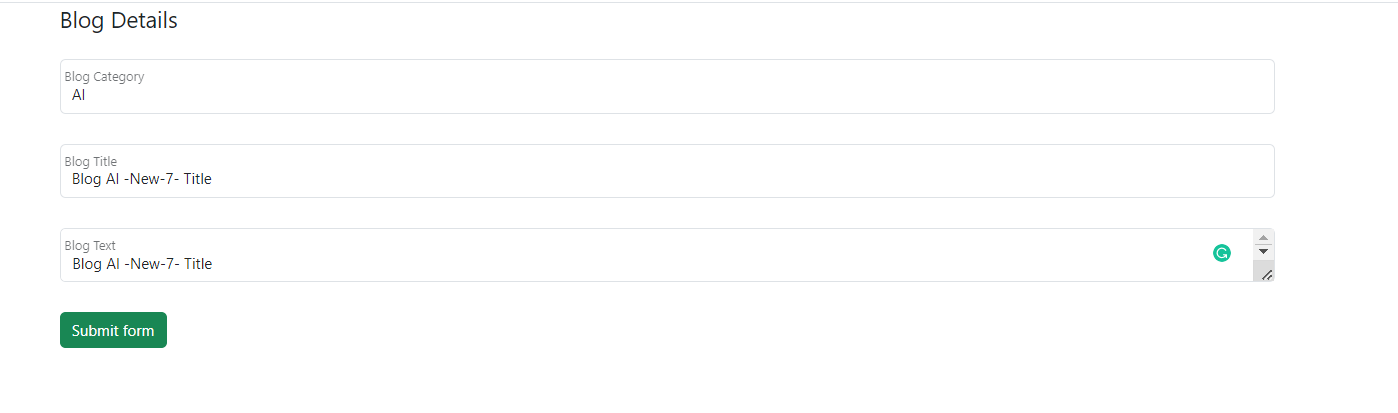 Blog Details
Blog Category
AI
Blog Title
Blog AI -New-7- Title
Blog Text
Blog AI -New-7- Title
Submit form